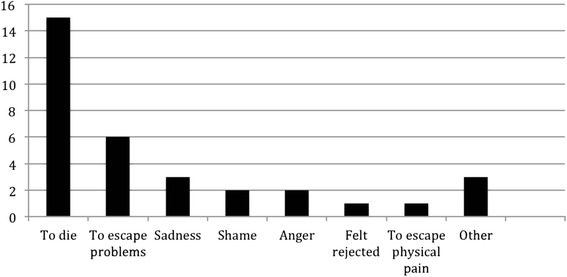 16
14
12
10
8
6
4
2
0
To die
To escape problems
Sadness
Shame
Anger
Felt rejected
To escape physical pain
Other